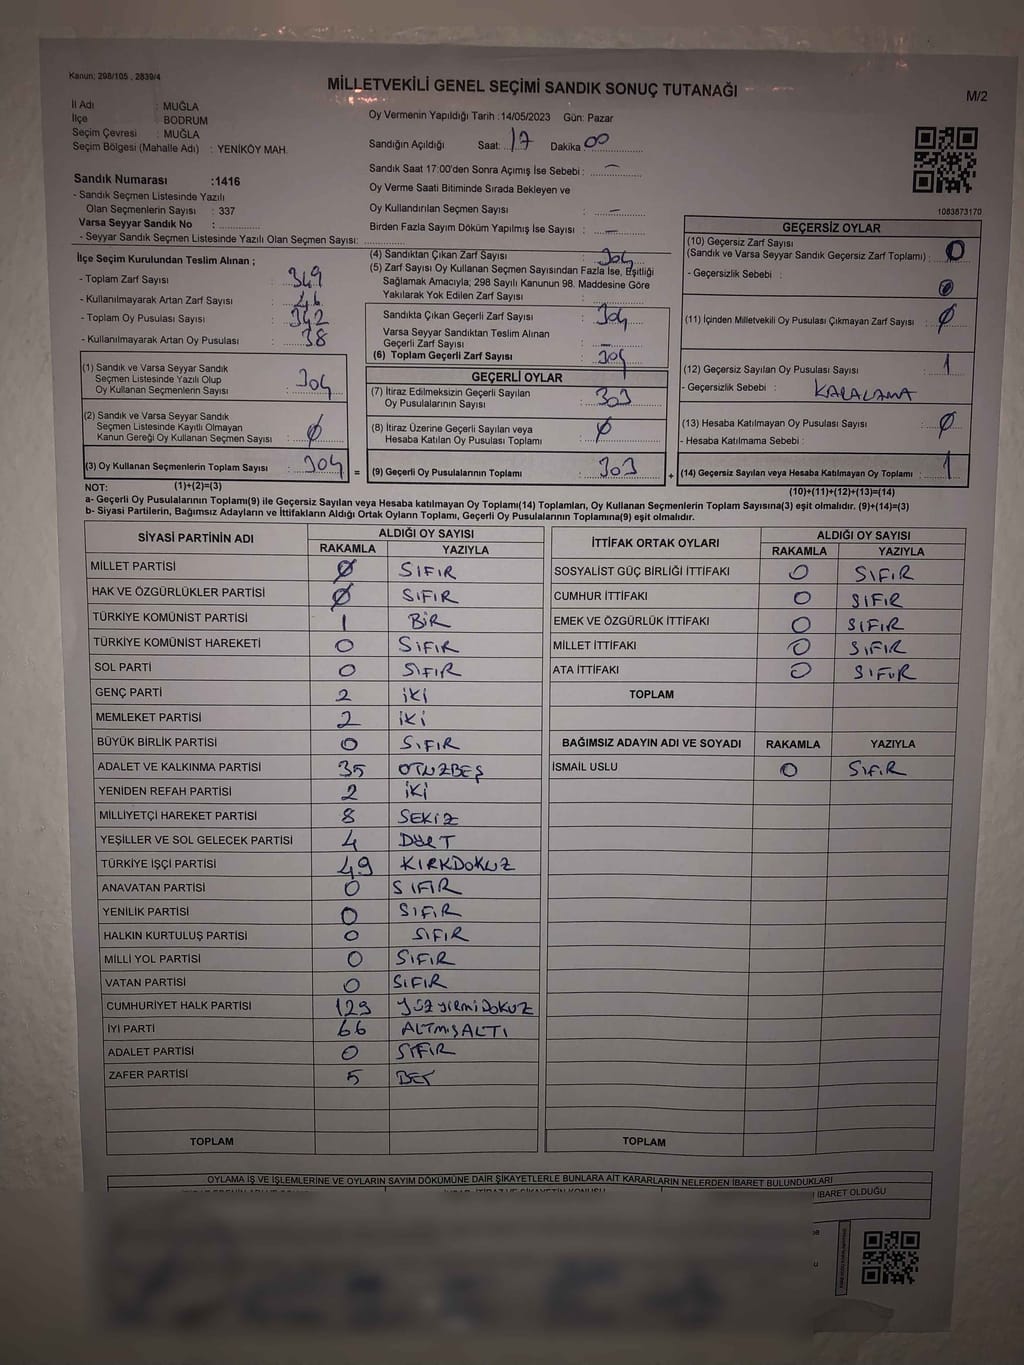 Kanun: 298/105 , 2839/4
MİLLETVEKİLİ GENEL SEÇİMİ SANDIK SONUÇ TUTANAĞI
M/2
İl Adı : MUĞLA
İlçe BODRUM
Seçim Çevresi : MUĞLA
Seçim Bölgesi (Mahalle Adı) : YENİKÖY MAH.
Sandık Numarası :1416
- Sandık Seçmen Listesinde Yazılı
Olan Seçmenlerin Sayısı : 337
Varsa Seyyar Sandık No :
- Seyyar Sandık Seçmen Listesinde Yazılı Olan Seçmen Sayısı:
Oy Vermenin Yapıldığı Tarih : 14/05/2023 Gün: Pazar
Sandığın Açıldığı Saat: 17 Dakika 00
Sandık Saat 17:00'den Sonra Açımış İse Sebebi : —
Oy Verme Saati Bitiminde Sırada Bekleyen ve
Oy Kullandırılan Seçmen Sayısı : —
Birden Fazla Sayım Döküm Yapılmış İse Sayısı : —
1083873170
İlçe Seçim Kurulundan Teslim Alınan ;
- Toplam Zarf Sayısı : 349
- Kullanılmayarak Artan Zarf Sayısı : 46
- Toplam Oy Pusulası Sayısı : 342
- Kullanılmayarak Artan Oy Pusulası : 38
(1) Sandık ve Varsa Seyyar Sandık
Seçmen Listesinde Yazılı Olup
Oy Kullanan Seçmenlerin Sayısı : 304
(2) Sandık ve Varsa Seyyar Sandık
Seçmen Listesinde Kayıtlı Olmayan
Kanun Gereği Oy Kullanan Seçmen Sayısı : 0
(3) Oy Kullanan Seçmenlerin Toplam Sayısı : 304
(4) Sandıktan Çıkan Zarf Sayısı : 304
(5) Zarf Sayısı Oy Kullanan Seçmen Sayısından Fazla İse, Eşitliği
Sağlamak Amacıyla; 298 Sayılı Kanunun 98. Maddesine Göre
Yakılarak Yok Edilen Zarf Sayısı :
Sandıkta Çıkan Geçerli Zarf Sayısı : 304
Varsa Seyyar Sandıktan Teslim Alınan
Geçerli Zarf Sayısı : —
(6) Toplam Geçerli Zarf Sayısı : 304
GEÇERLİ OYLAR
(7) İtiraz Edilmeksizin Geçerli Sayılan
Oy Pusulalarının Sayısı : 303
(8) İtiraz Üzerine Geçerli Sayılan veya
Hesaba Katılan Oy Pusulası Toplamı : 0
= (9) Geçerli Oy Pusulalarının Toplamı : 303 +
GEÇERSİZ OYLAR
(10) Geçersiz Zarf Sayısı
(Sandık ve Varsa Seyyar Sandık Geçersiz Zarf Toplamı) : 0
- Geçersizlik Sebebi : 0
(11) İçinden Milletvekili Oy Pusulası Çıkmayan Zarf Sayısı : 0
(12) Geçersiz Sayılan Oy Pusulası Sayısı : 1
- Geçersizlik Sebebi : KARALAMA
(13) Hesaba Katılmayan Oy Pusulası Sayısı : 0
- Hesaba Katılmama Sebebi :
(14) Geçersiz Sayılan veya Hesaba Katılmayan Oy Toplamı : 1
NOT: (1)+(2)=(3)
(10)+(11)+(12)+(13)=(14)
a- Geçerli Oy Pusulalarının Toplamı(9) ile Geçersiz Sayılan veya Hesaba katılmayan Oy Toplamı(14) Toplamları, Oy Kullanan Seçmenlerin Toplam Sayısına(3) eşit olmalıdır. (9)+(14)=(3)
b- Siyasi Partilerin, Bağımsız Adayların ve İttifakların Aldığı Ortak Oyların Toplamı, Geçerli Oy Pusulalarının Toplamına(9) eşit olmalıdır.
SİYASİ PARTİNİN ADI ALDIĞI OY SAYISI
RAKAMLA YAZIYLA
MİLLET PARTİSİ 0 SIFIR
HAK VE ÖZGÜRLÜKLER PARTİSİ 0 SIFIR
TÜRKİYE KOMÜNİST PARTİSİ 1 BİR
TÜRKİYE KOMÜNİST HAREKETİ 0 SIFIR
SOL PARTİ 0 SIFIR
GENÇ PARTİ 2 İKİ
MEMLEKET PARTİSİ 2 İKİ
BÜYÜK BİRLİK PARTİSİ 0 SIFIR
ADALET VE KALKINMA PARTİSİ 35 OTUZBEŞ
YENİDEN REFAH PARTİSİ 2 İKİ
MİLLİYETÇİ HAREKET PARTİSİ 8 SEKİZ
YEŞİLLER VE SOL GELECEK PARTİSİ 4 DÖRT
TÜRKİYE İŞÇİ PARTİSİ 49 KIRKDOKUZ
ANAVATAN PARTİSİ 0 SIFIR
YENİLİK PARTİSİ 0 SIFIR
HALKIN KURTULUŞ PARTİSİ 0 SIFIR
MİLLİ YOL PARTİSİ 0 SIFIR
VATAN PARTİSİ 0 SIFIR
CUMHURİYET HALK PARTİSİ 129 YÜZYİRMİDOKUZ
İYİ PARTİ 66 ALTMIŞALTI
ADALET PARTİSİ 0 SIFIR
ZAFER PARTİSİ 5 BEŞ
TOPLAM
İTTİFAK ORTAK OYLARI ALDIĞI OY SAYISI
RAKAMLA YAZIYLA
SOSYALİST GÜÇ BİRLİĞİ İTTİFAKI 0 SIFIR
CUMHUR İTTİFAKI 0 SIFIR
EMEK VE ÖZGÜRLÜK İTTİFAKI 0 SIFIR
MİLLET İTTİFAKI 0 SIFIR
ATA İTTİFAKI 0 SIFIR
TOPLAM
BAĞIMSIZ ADAYIN ADI VE SOYADI RAKAMLA YAZIYLA
İSMAİL USLU 0 SIFIR
TOPLAM
OYLAMA İŞ VE İŞLEMLERİNE VE OYLARIN SAYIM DÖKÜMÜNE DAİR ŞİKAYETLERLE BUNLARA AİT KARARLARIN NELERDEN İBARET BULUNDUKLARI
İBARET OLDUĞU